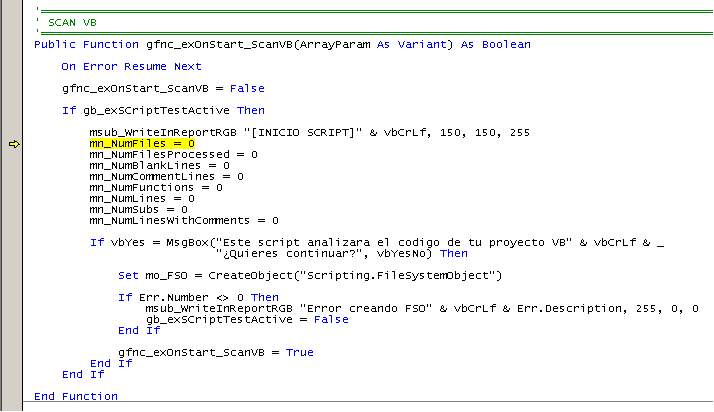 '
' SCAN VB
'
Public Function gfnc_exOnStart_ScanVB(ArrayParam As Variant) As Boolean
On Error Resume Next
gfnc_exOnStart_ScanVB = False
If gb_exSCriptTestActive Then
msub_WriteInReportRGB "[INICIO SCRIPT]" & vbCrLf, 150, 150, 255
mn_NumFiles = 0
mn_NumFilesProcessed = 0
mn_NumBlankLines = 0
mn_NumCommentLines = 0
mn_NumFunctions = 0
mn_NumLines = 0
mn_NumSubs = 0
mn_NumLinesWithComments = 0
If vbYes = MsgBox("Este script analizara el codigo de tu proyecto VB" & vbCrLf & _
"¿Quieres continuar?", vbYesNo) Then
Set mo_FSO = CreateObject("Scripting.FileSystemObject")
If Err.Number <> 0 Then
msub_WriteInReportRGB "Error creando FSO" & vbCrLf & Err.Description, 255, 0, 0
gb_exSCriptTestActive = False
End If
gfnc_exOnStart_ScanVB = True
End If
End If
End Function